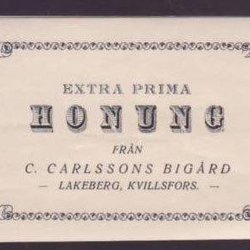 EXTRA PRIMA
HONUNG
FRÅN
C. CARLSSONS BIGÅRD
— LAKEBERG, KVILLSFORS. —